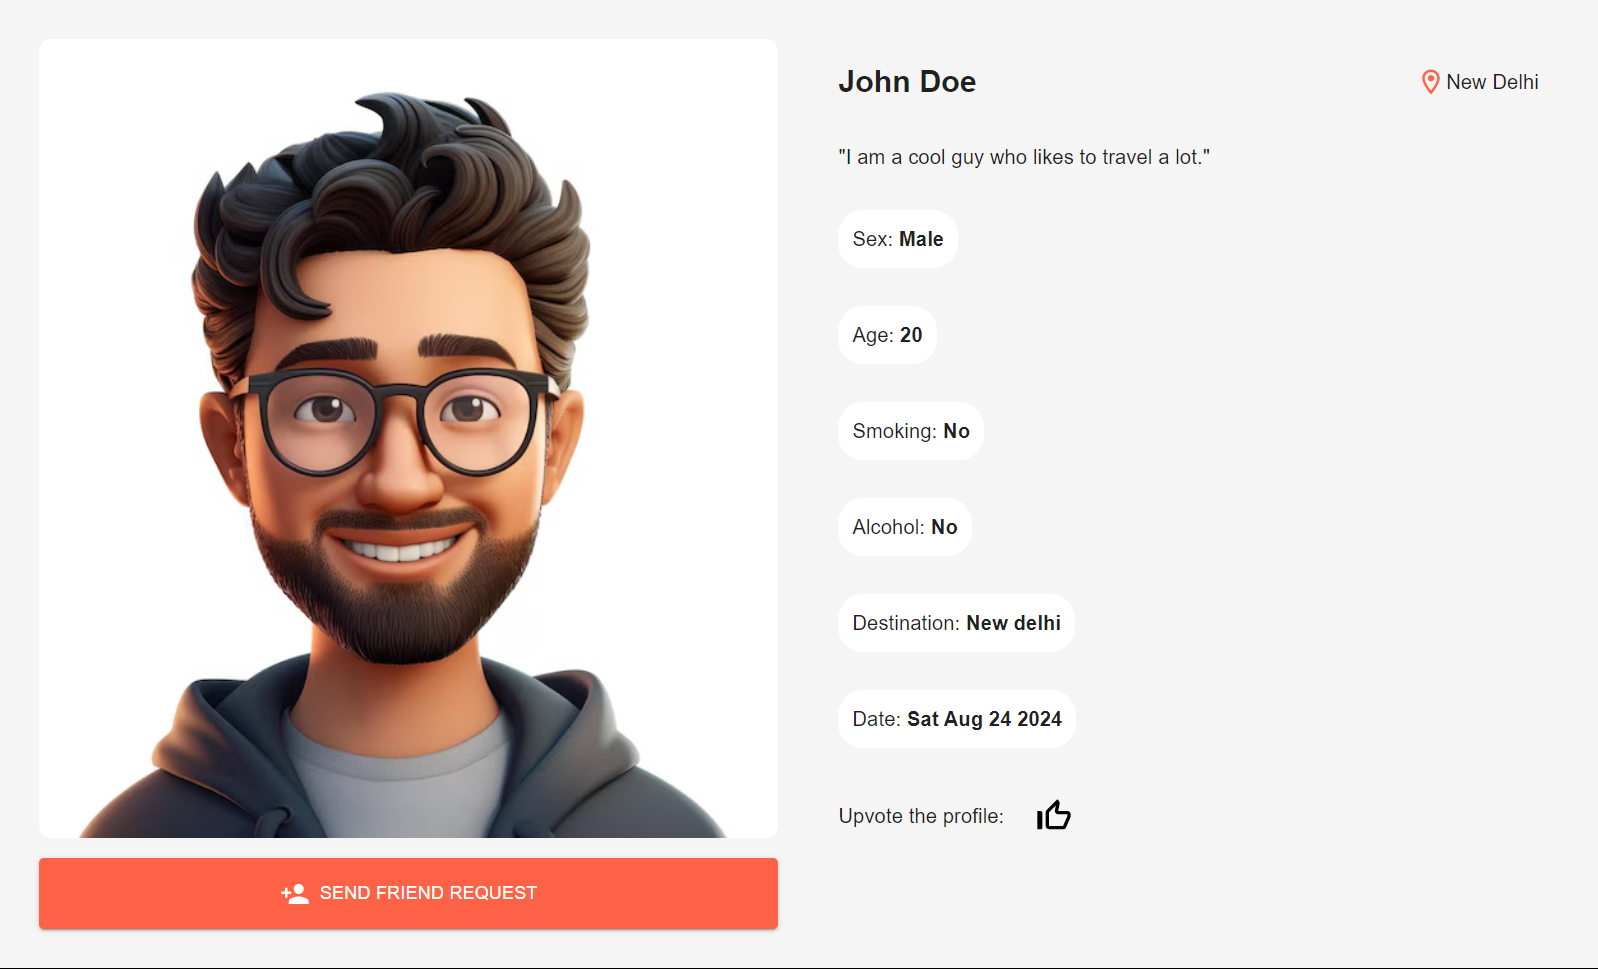 John Doe
New Delhi
"I am a cool guy who likes to travel a lot."
Sex: Male
Age: 20
Smoking: No
Alcohol: No
Destination: New delhi
Date: Sat Aug 24 2024
Upvote the profile:
SEND FRIEND REQUEST